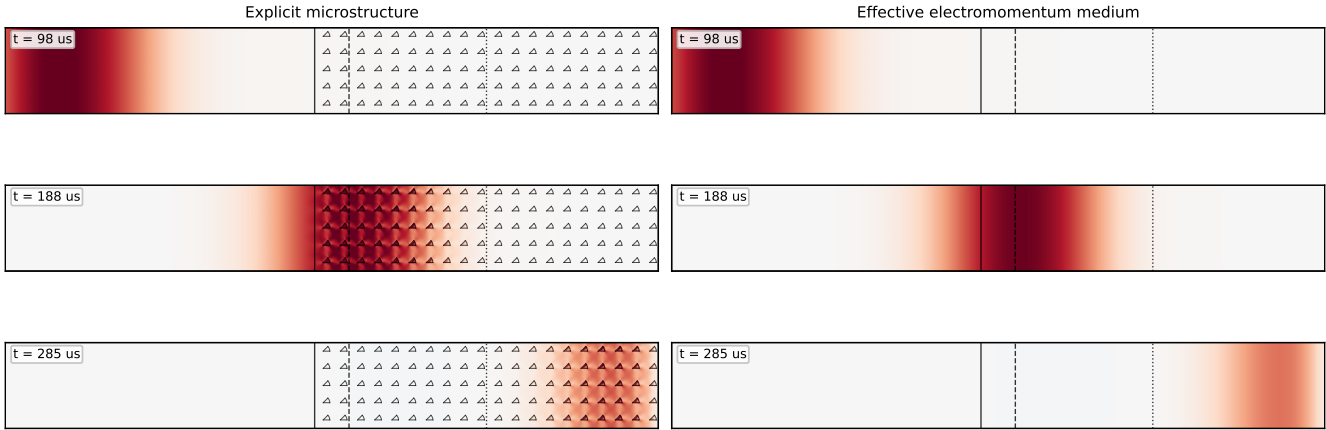 Explicit microstructure
Effective electromomentum medium
t = 98 us
t = 98 us
t = 188 us
t = 188 us
t = 285 us
t = 285 us